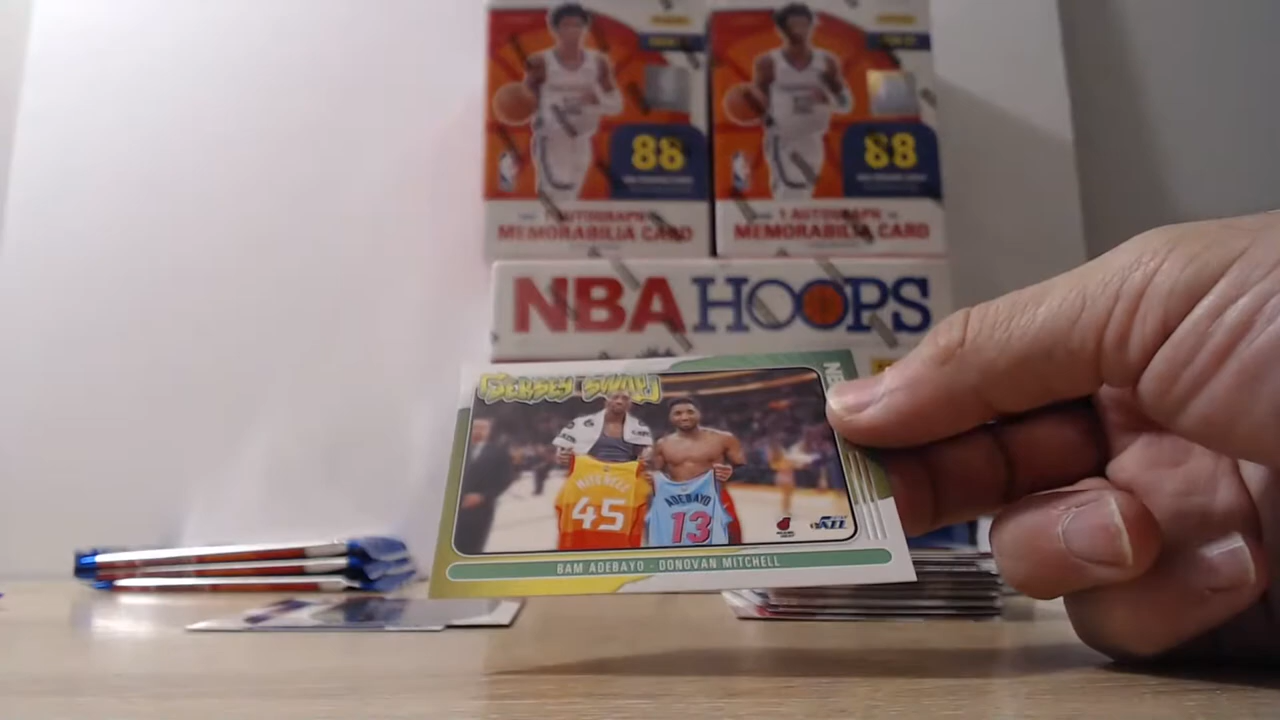 88
88
1 AUTOGRAPH
MEMORABILIA CARD
1 AUTOGRAPH
MEMORABILIA CARD
NBA HOOPS
JERSEY SWAP
MITCHELL
45
ADEBAYO
13
BAM ADEBAYO - DONOVAN MITCHELL